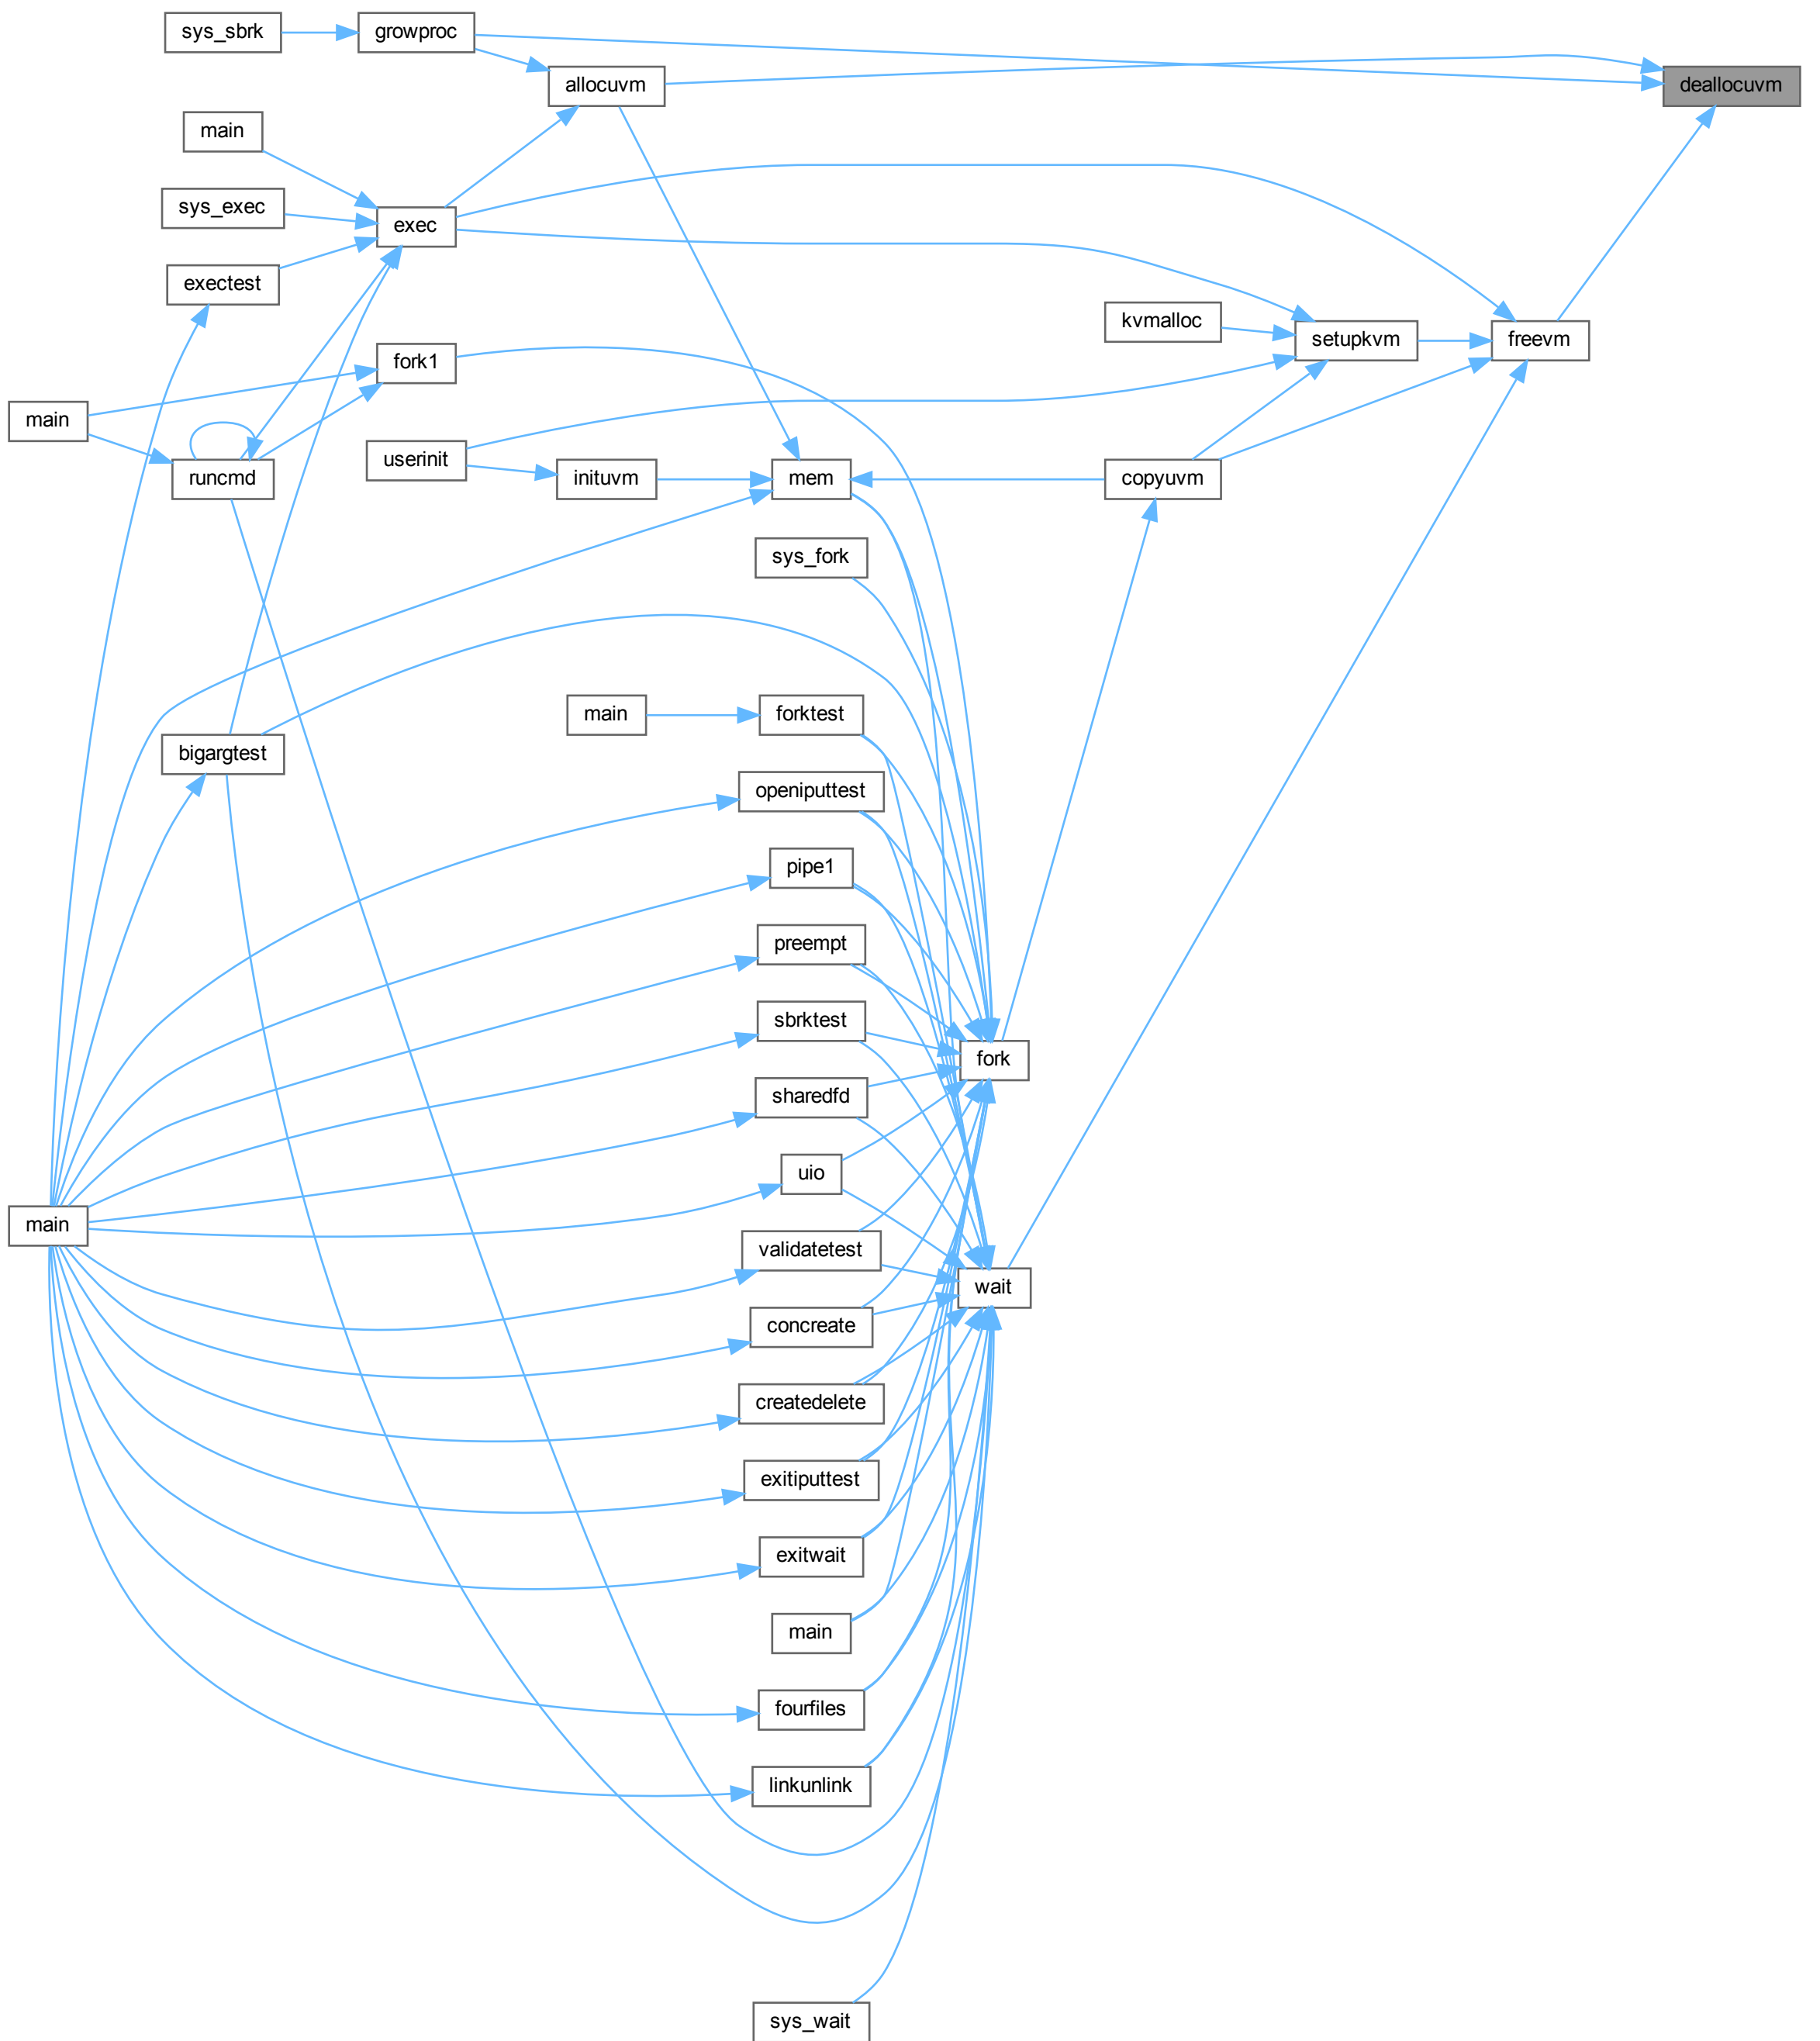 sys_sbrk
growproc
allocuvm
deallocuvm
main
sys_exec
exec
exectest
kvmalloc
setupkvm
freevm
fork1
main
userinit
runcmd
inituvm
mem
copyuvm
sys_fork
main
forktest
bigargtest
openiputtest
pipe1
preempt
sbrktest
fork
sharedfd
uio
main
validatetest
wait
concreate
createdelete
exitiputtest
exitwait
main
fourfiles
linkunlink
sys_wait